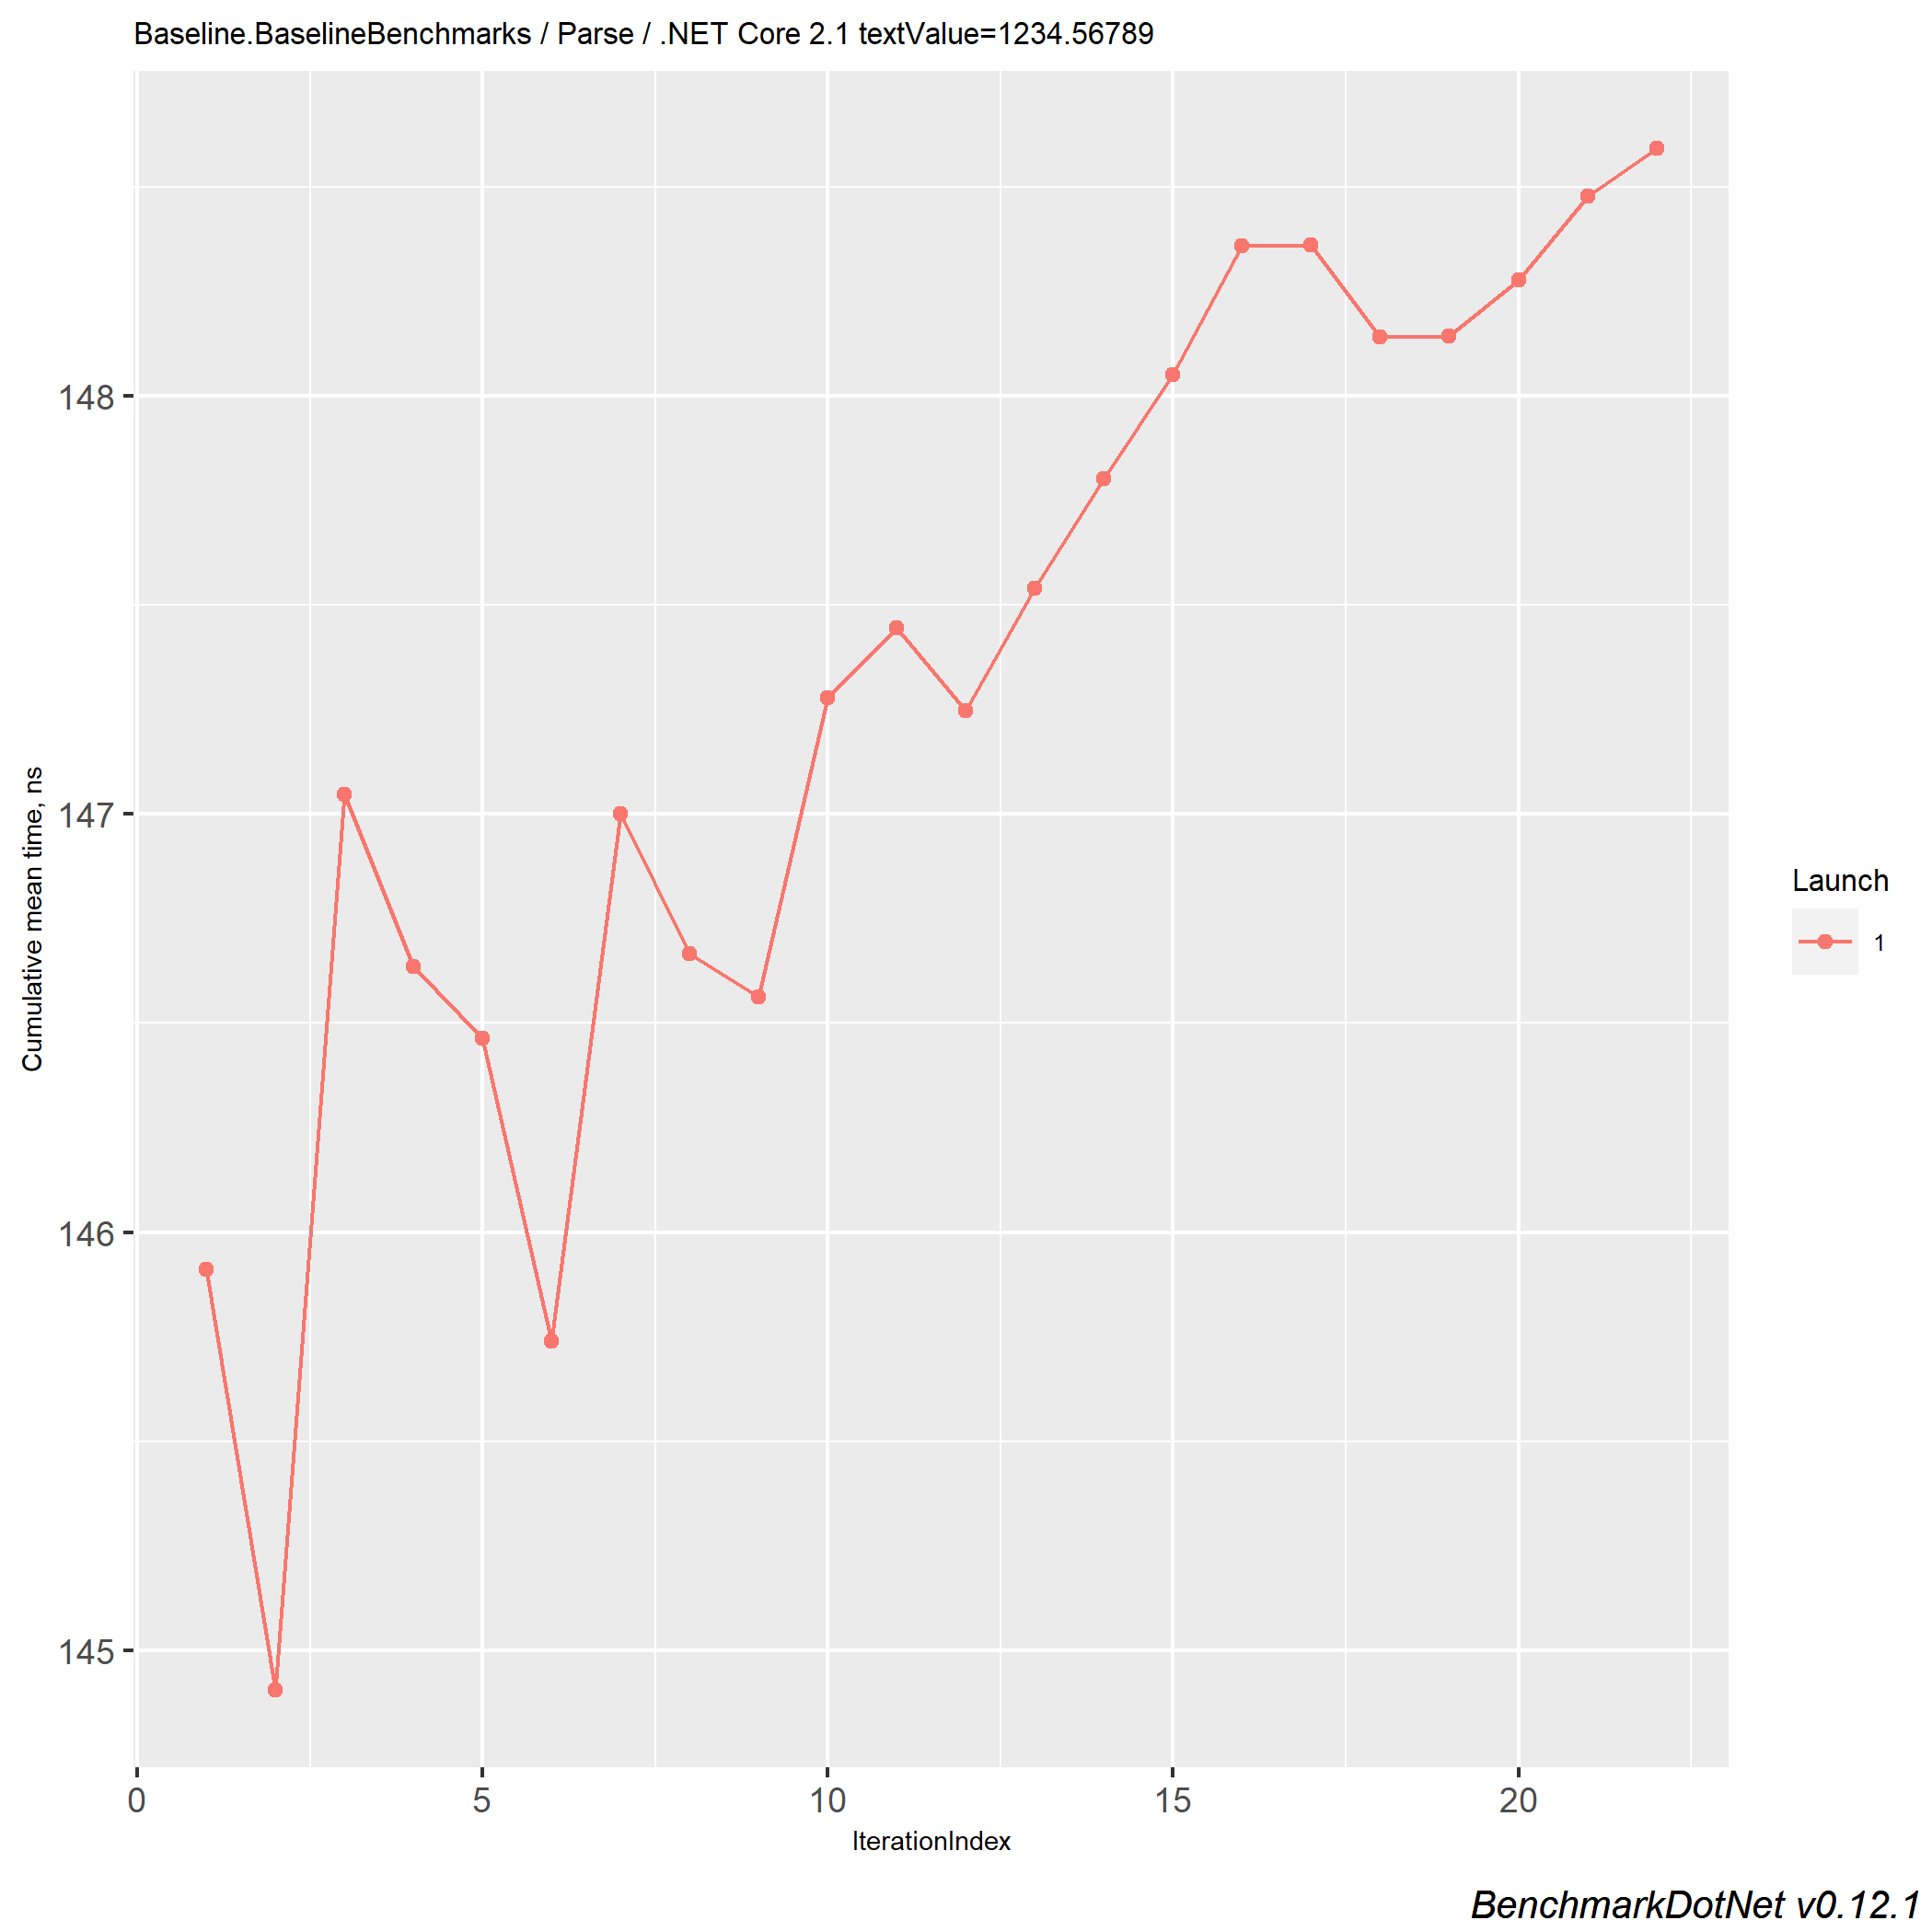 Baseline.BaselineBenchmarks / Parse / .NET Core 2.1 textValue=1234.56789
Cumulative mean time, ns
148
147
146
145
0 5 10 15 20
IterationIndex
Launch
1
BenchmarkDotNet v0.12.1